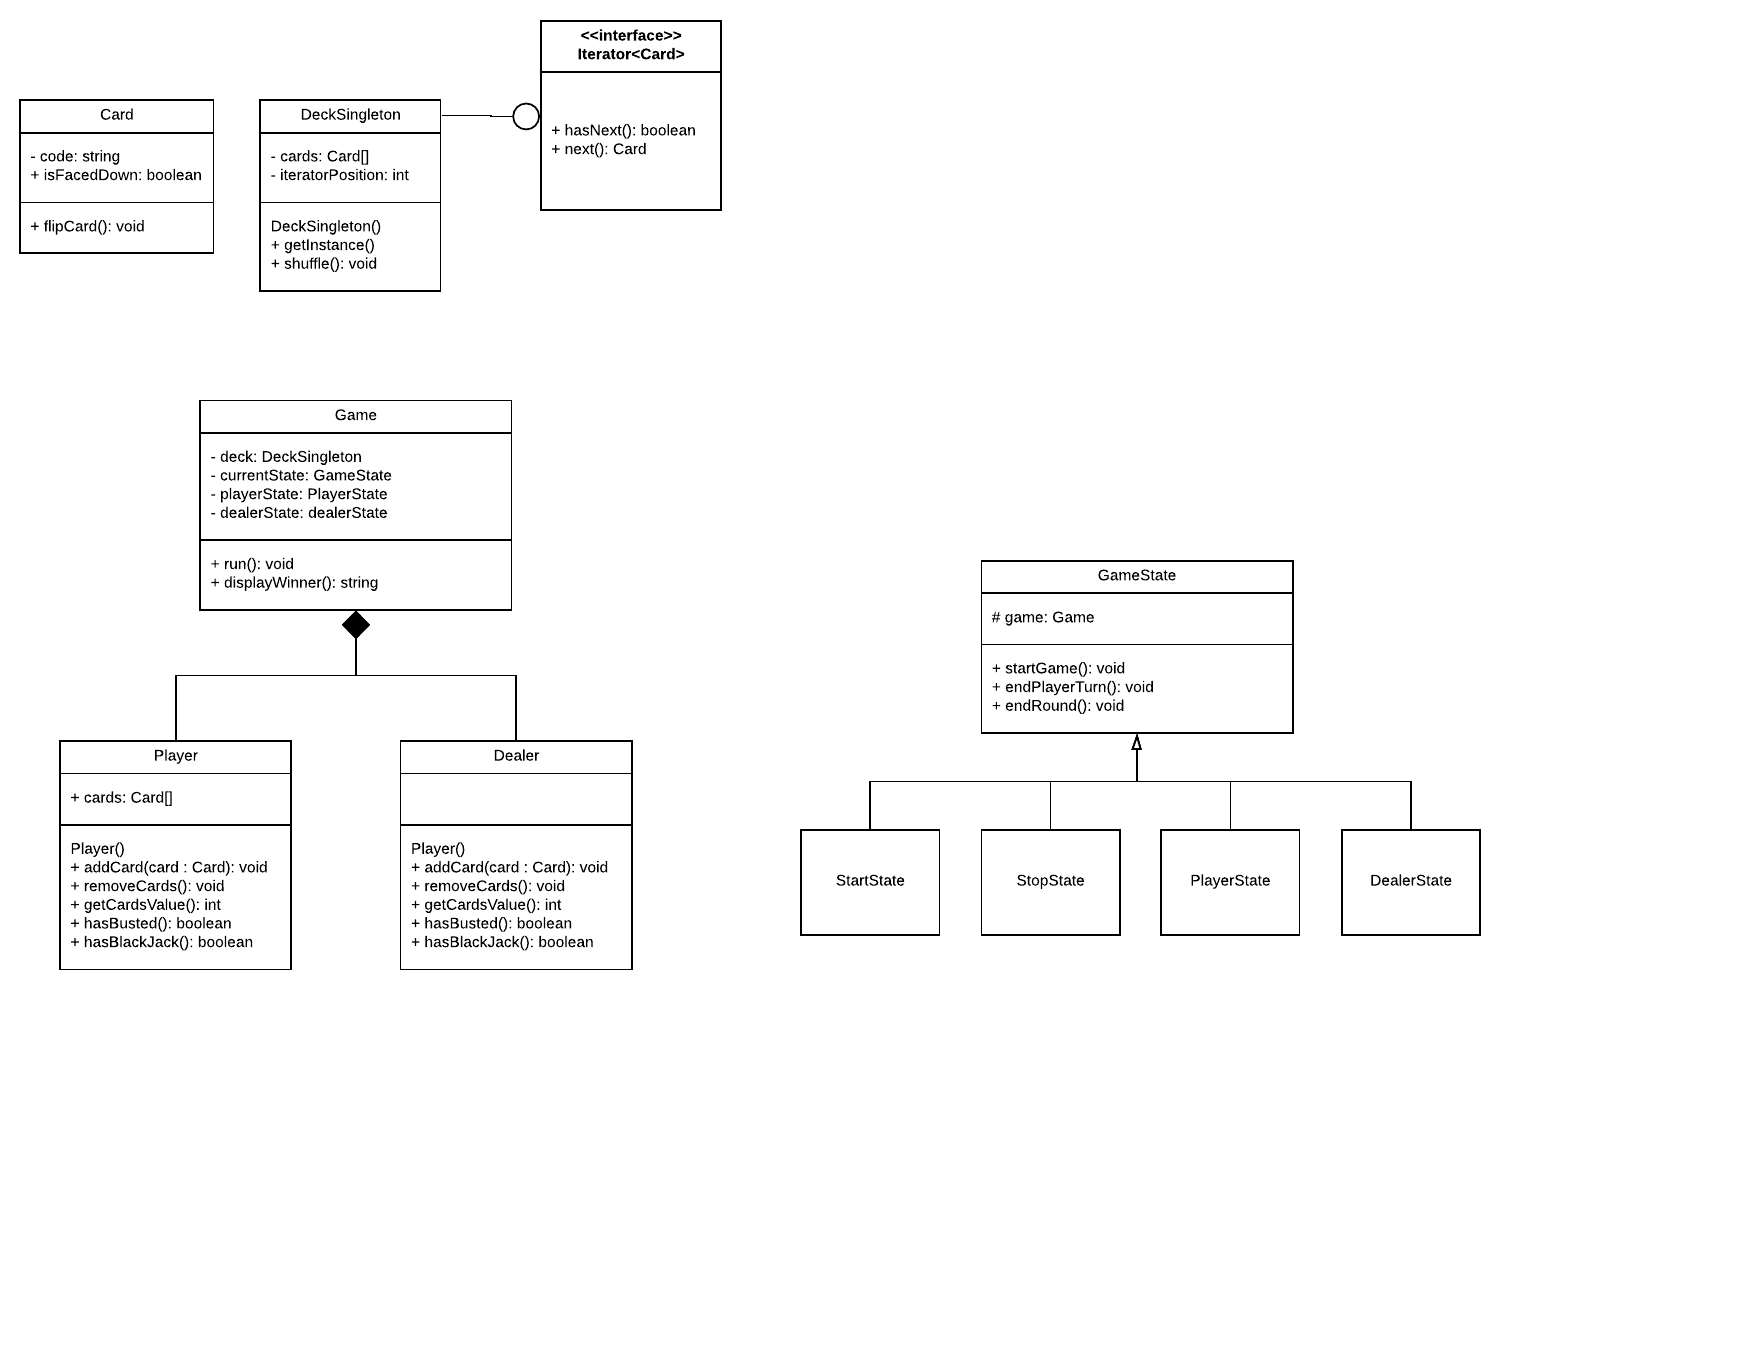 <<interface>>
Iterator<Card>
+ hasNext(): boolean
+ next(): Card
Card
- code: string
+ isFacedDown: boolean
+ flipCard(): void
DeckSingleton
- cards: Card[]
- iteratorPosition: int
DeckSingleton()
+ getInstance()
+ shuffle(): void
Game
- deck: DeckSingleton
- currentState: GameState
- playerState: PlayerState
- dealerState: dealerState
+ run(): void
+ displayWinner(): string
GameState
# game: Game
+ startGame(): void
+ endPlayerTurn(): void
+ endRound(): void
Player
+ cards: Card[]
Player()
+ addCard(card : Card): void
+ removeCards(): void
+ getCardsValue(): int
+ hasBusted(): boolean
+ hasBlackJack(): boolean
Dealer
Player()
+ addCard(card : Card): void
+ removeCards(): void
+ getCardsValue(): int
+ hasBusted(): boolean
+ hasBlackJack(): boolean
StartState
StopState
PlayerState
DealerState